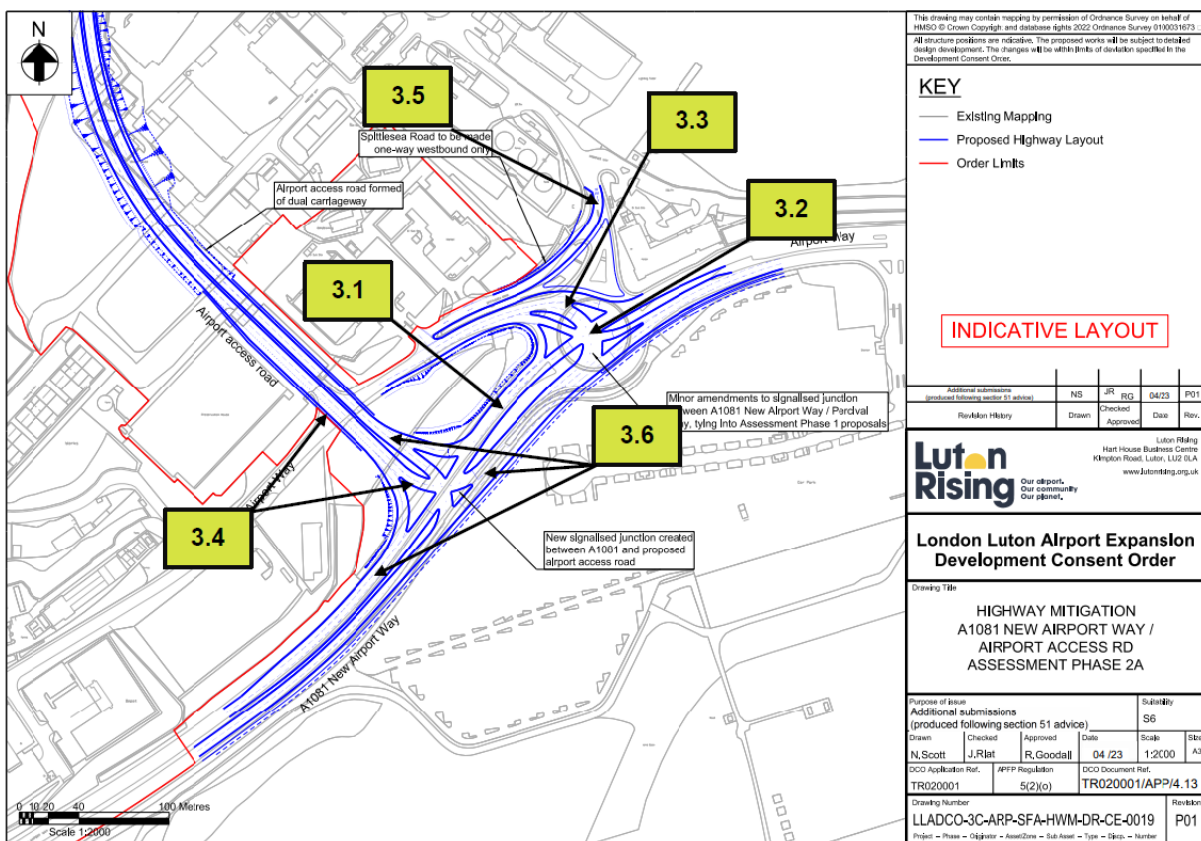 N
3.5
3.3
3.2
3.1
3.6
3.4
Spittlesea Road to be made
one-way westbound only
Airport access road formed
of dual carriageway
Airport Way
Airport access road
Airport Way
Minor amendments to signalised junction
between A1081 New Airport Way / Percival
Way, tying into Assessment Phase 1 proposals
Car Park
New signalised junction created
between A1081 and proposed
airport access road
A1081 New Airport Way
0 10 20 40 100 Metres
Scale 1:2000
This drawing may contain mapping by permission of Ordnance Survey on behalf of
HMSO © Crown Copyright and database rights 2022 Ordnance Survey 0100031673
All structure positions are indicative. The proposed works will be subject to detailed
design development. The changes will be within limits of deviation specified in the
Development Consent Order.
KEY
Existing Mapping
Proposed Highway Layout
Order Limits
INDICATIVE LAYOUT
Additional submissions
(produced following section 51 advice)
NS JR RG 04/23 P01
Revision History Drawn Checked Approved Date Rev.
Luton Rising
Our airport.
Our community
Our planet.
Luton Rising
Hart House Business Centre
Kimpton Road, Luton, LU2 0LA
www.lutonrising.org.uk
London Luton Airport Expansion
Development Consent Order
Drawing Title
HIGHWAY MITIGATION
A1081 NEW AIRPORT WAY /
AIRPORT ACCESS RD
ASSESSMENT PHASE 2A
Purpose of issue Suitability
Additional submissions
(produced following section 51 advice) S6
Drawn Checked Approved Date Scale Size
N.Scott J.Riat R.Goodall 04 /23 1:2000 A3
DCO Application Ref. APFP Regulation DCO Document Ref.
TR020001 5(2)(o) TR020001/APP/4.13
Drawing Number Revision
LLADCO-3C-ARP-SFA-HWM-DR-CE-0019 P01
Project – Phase – Originator – Asset/Zone – Sub Asset – Type – Discp. – Number